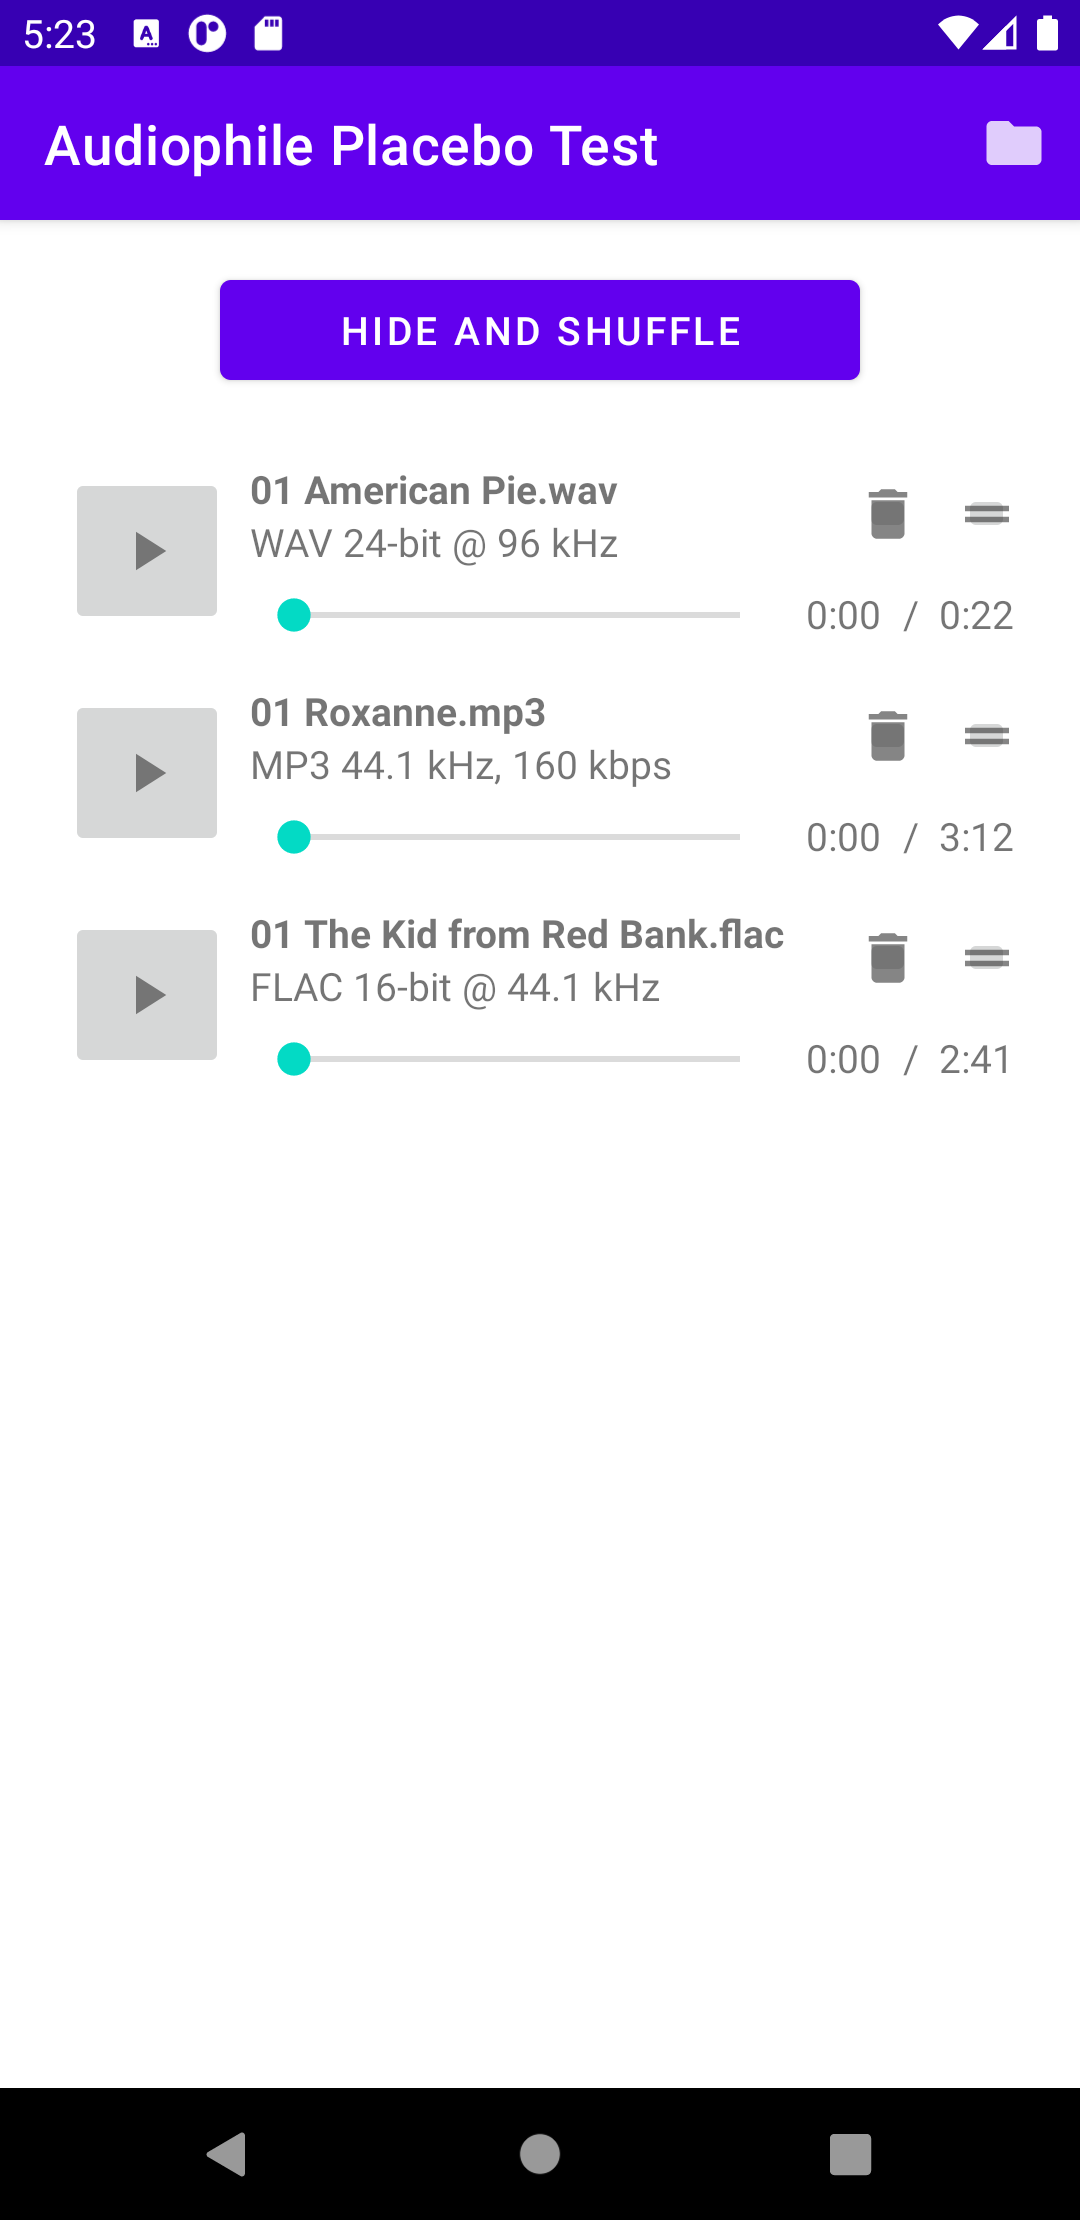 5:23
Audiophile Placebo Test
HIDE AND SHUFFLE
01 American Pie.wav
WAV 24-bit @ 96 kHz
0:00 / 0:22
01 Roxanne.mp3
MP3 44.1 kHz, 160 kbps
0:00 / 3:12
01 The Kid from Red Bank.flac
FLAC 16-bit @ 44.1 kHz
0:00 / 2:41